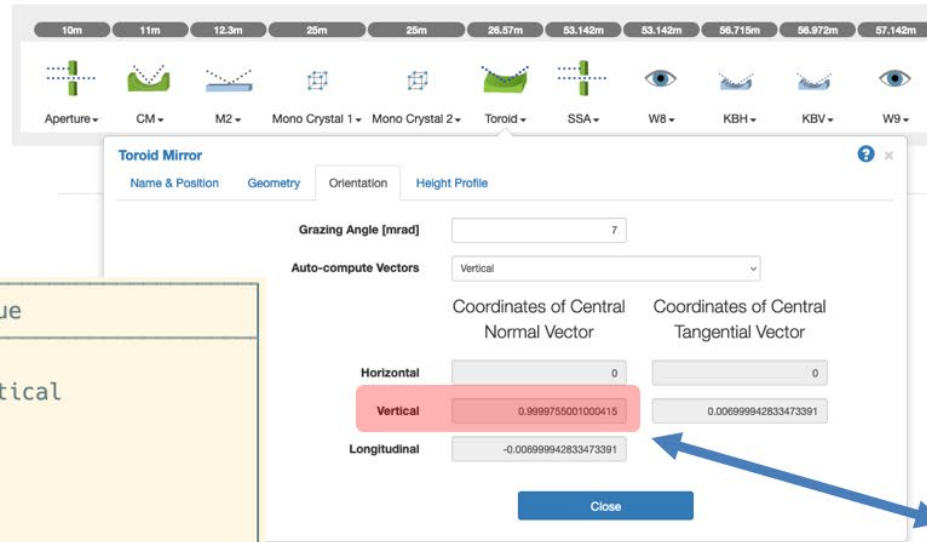 10m 11m 12.3m 25m 25m 26.57m 53.142m 53.142m 56.715m 56.972m 57.142m
Aperture CM M2 Mono Crystal 1 Mono Crystal 2 Toroid SSA W8 KBH KBV W9
Toroid Mirror ? ×
Name & Position Geometry Orientation Height Profile
Grazing Angle [mrad] 7
Auto-compute Vectors Vertical
Coordinates of Central Normal Vector Coordinates of Central Tangential Vector
Horizontal 0 0
Vertical 0.9999755001000415 0.006999942833473391
Longitudinal -0.006999942833473391
Close
ue
tical